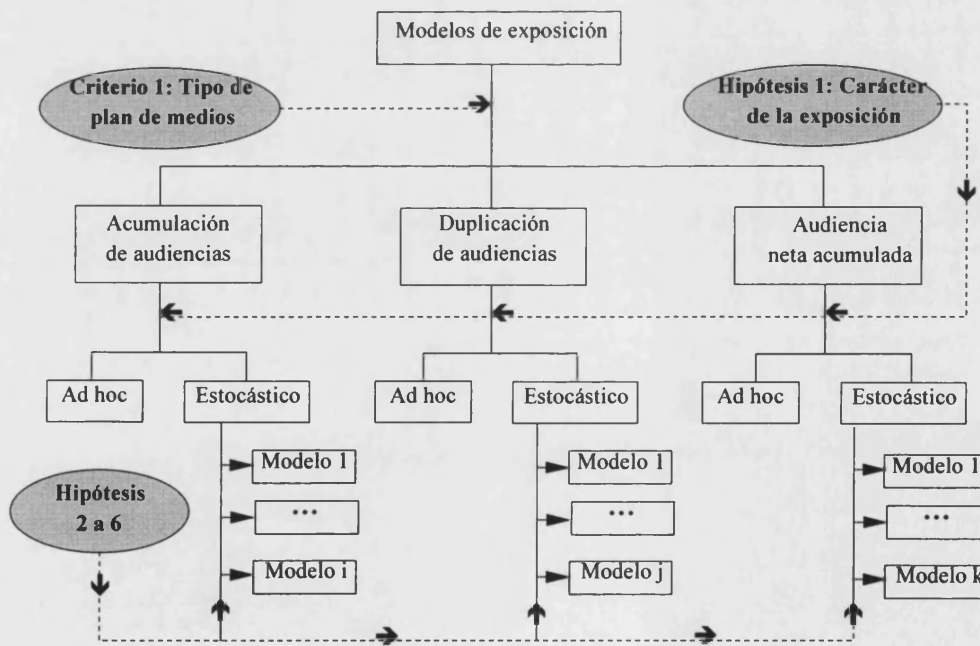 Modelos de exposición
Criterio 1: Tipo de
plan de medios
Hipótesis 1: Carácter
de la exposición
Acumulación
de audiencias
Duplicación
de audiencias
Audiencia
neta acumulada
Ad hoc
Estocástico
Ad hoc
Estocástico
Ad hoc
Estocástico
Hipótesis
2 a 6
Modelo 1
...
Modelo i
Modelo 1
...
Modelo j
Modelo 1
...
Modelo k